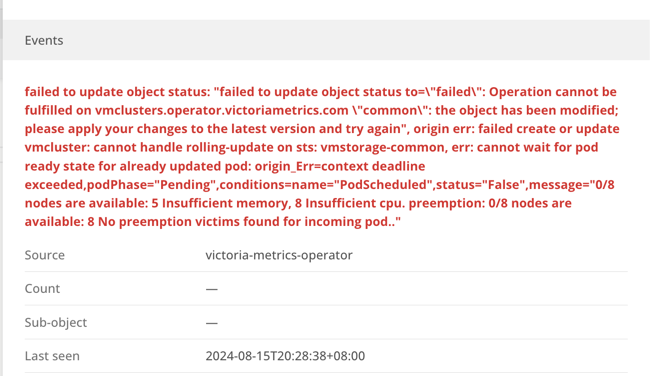 Events
failed to update object status: "failed to update object status to=\"failed\": Operation cannot be
fulfilled on vmclusters.operator.victoriametrics.com \"common\": the object has been modified;
please apply your changes to the latest version and try again", origin err: failed create or update
vmcluster: cannot handle rolling-update on sts: vmstorage-common, err: cannot wait for pod
ready state for already updated pod: origin_Err=context deadline
exceeded,podPhase="Pending",conditions=name="PodScheduled",status="False",message="0/8
nodes are available: 5 Insufficient memory, 8 Insufficient cpu. preemption: 0/8 nodes are
available: 8 No preemption victims found for incoming pod.."
Source victoria-metrics-operator
Count —
Sub-object —
Last seen 2024-08-15T20:28:38+08:00